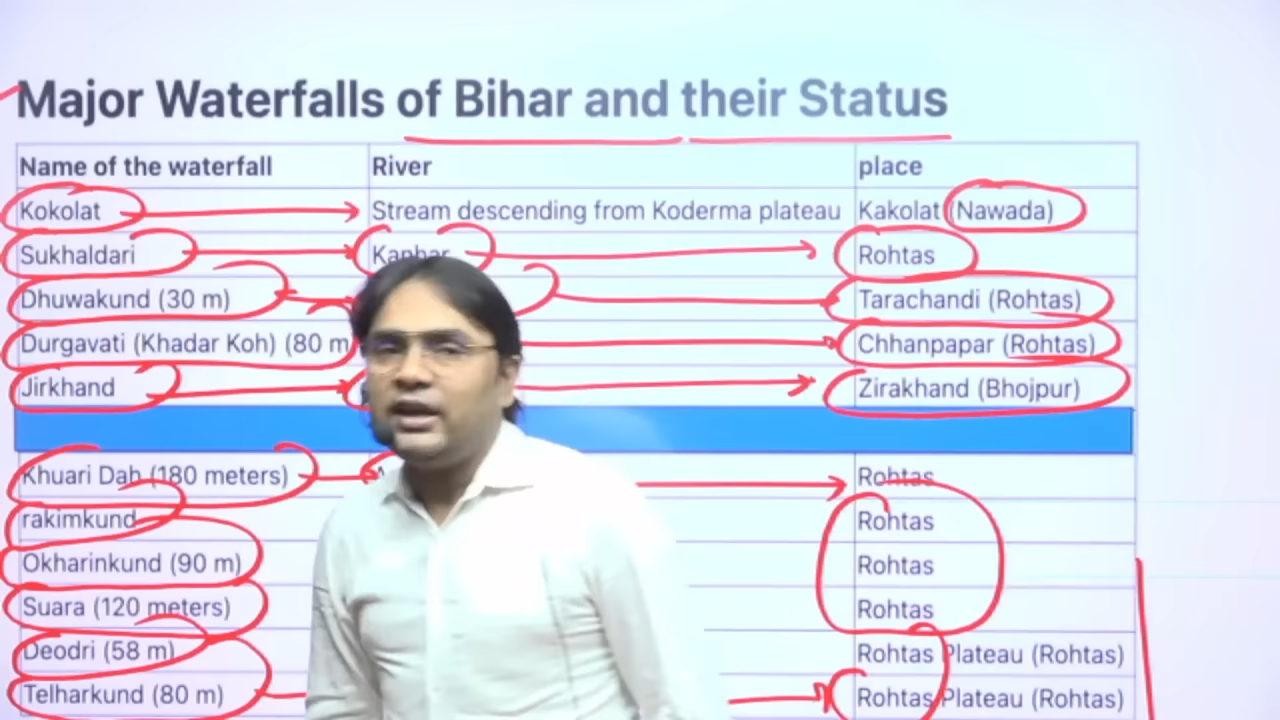 Major Waterfalls of Bihar and their Status
Name of the waterfall River place
Kokolat Stream descending from Koderma plateau Kakolat (Nawada)
Sukhaldari Kanhar Rohtas
Dhuwakund (30 m) Tarachandi (Rohtas)
Durgavati (Khadar Koh) (80 m Chhanpapar (Rohtas)
Jirkhand Zirakhand (Bhojpur)
Khuari Dah (180 meters) Rohtas
rakimkund Rohtas
Okharinkund (90 m) Rohtas
Suara (120 meters) Rohtas
Deodri (58 m) Rohtas Plateau (Rohtas)
Telharkund (80 m) Rohtas Plateau (Rohtas)